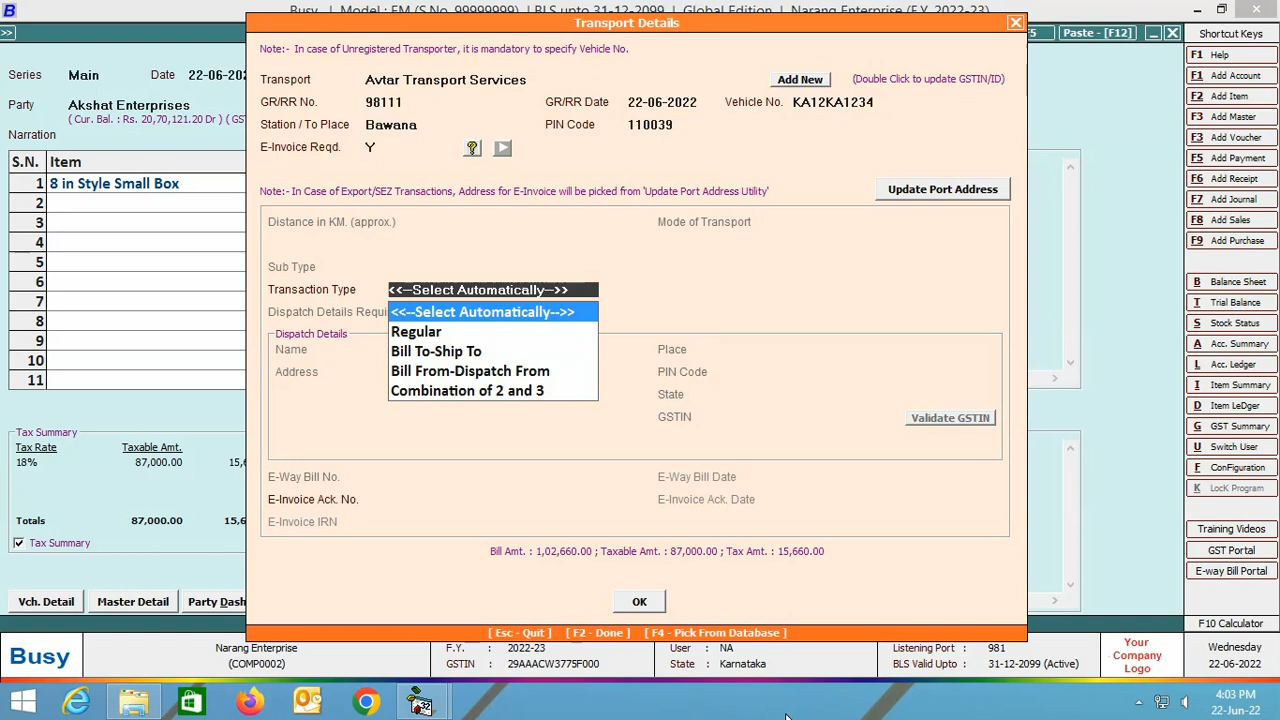 Busy - Model : EM (S.No. 99999999) - BLS upto 31-12-2099 - Global Edition - Narang Enterprise (F.Y. 2022-23)
Transport Details
>>
Paste - [F12]
Shortcut Keys
Note:- In case of Unregistered Transporter, it is mandatory to specify Vehicle No.
F1 Help
Series Main Date 22-06-202
Transport Avtar Transport Services Add New (Double Click to update GSTIN/ID)
F1 Add Account
F2 Add Item
Party Akshat Enterprises
GR/RR No. 98111 GR/RR Date 22-06-2022 Vehicle No. KA12KA1234
( Cur. Bal. : Rs. 20,70,121.20 Dr ) ( GS
F3 Add Master
Station / To Place Bawana PIN Code 110039
Narration
F3 Add Voucher
E-Invoice Reqd. Y ?
F5 Add Payment
S.N. Item
F6 Add Receipt
1 8 in Style Small Box
Note:- In Case of Export/SEZ Transactions, Address for E-Invoice will be picked from 'Update Port Address Utility' Update Port Address
F7 Add Journal
2
F8 Add Sales
3
Distance in KM. (approx.) Mode of Transport
F9 Add Purchase
4
5
Sub Type
B Balance Sheet
6
Transaction Type <<--Select Automatically-->>
T Trial Balance
7
Dispatch Details Requi
<<--Select Automatically-->>
S Stock Status
8
Dispatch Details
Regular
A Acc. Summary
9
Name
Bill To-Ship To
Place
L Acc. Ledger
10
Address
Bill From-Dispatch From
PIN Code
I Item Summary
11
Combination of 2 and 3
State
D Item LeDger
GSTIN Validate GSTIN
G GST Summary
Tax Summary
U Switch User
Tax Rate Taxable Amt.
F Configuration
18% 87,000.00 15,6
E-Way Bill No. E-Way Bill Date
K LocK Program
E-Invoice Ack. No. E-Invoice Ack. Date
Totals 87,000.00 15,6
E-Invoice IRN
Training Videos
Tax Summary
Bill Amt. : 1,02,660.00 ; Taxable Amt. : 87,000.00 ; Tax Amt. : 15,660.00
GST Portal
E-way Bill Portal
Vch. Detail Master Detail Party Dash
OK
F10 Calculator
[ Esc - Quit ] [ F2 - Done ] [ F4 - Pick From Database ]
Busy
Narang Enterprise
(COMP0002)
F.Y. : 2022-23
GSTIN : 29AAACW3775F000
User : NA
State : Karnataka
Listening Port : 981
BLS Valid Upto : 31-12-2099 (Active)
Your
Company
Logo
Wednesday
22-06-2022
32
4:03 PM
22-Jun-22